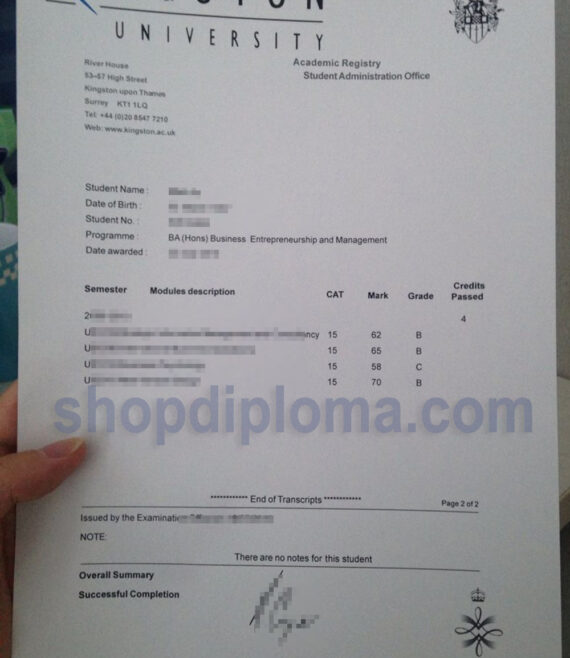 UNIVERSITY
River House
53-57 High Street
Kingston upon Thames
Surrey KT1 1LQ
Tel: +44 (0)20 8547 7210
Web: www.kingston.ac.uk
Academic Registry
Student Administration Office
Student Name :
Date of Birth :
Student No. :
Programme : BA (Hons) Business Entrepreneurship and Management
Date awarded :
Semester Modules description CAT Mark Grade Credits Passed
4
15 62 B
15 65 B
15 58 C
15 70 B
shopdiploma.com
************ End of Transcripts ************
Page 2 of 2
Issued by the
NOTE:
There are no notes for this student
Overall Summary
Successful Completion